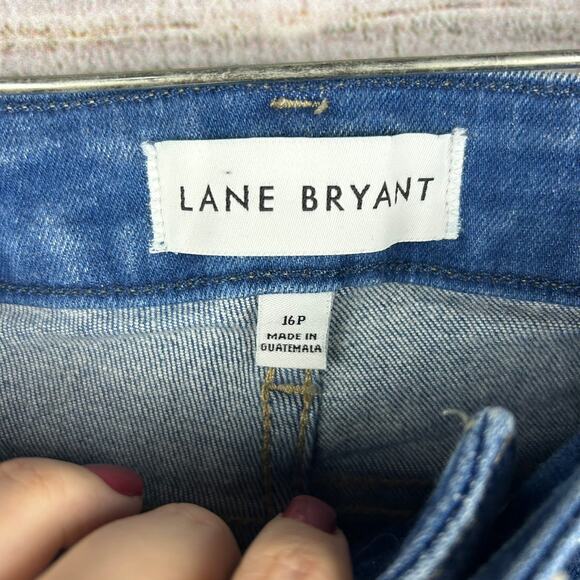 LANE BRYANT
16P
MADE IN
GUATEMALA